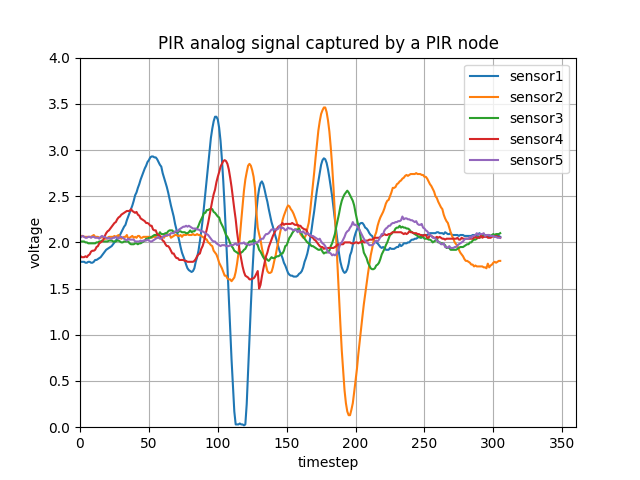 PIR analog signal captured by a PIR node
4.0
3.5
3.0
2.5
2.0
1.5
1.0
0.5
0.0
voltage
sensor1
sensor2
sensor3
sensor4
sensor5
0 50 100 150 200 250 300 350
timestep